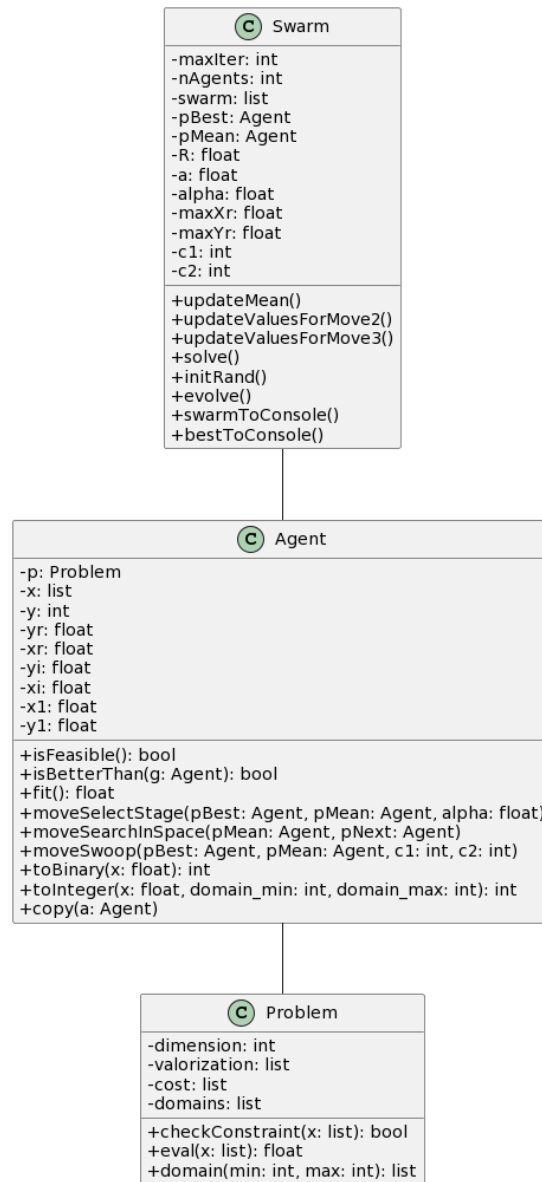 C Swarm
-maxIter: int
-nAgents: int
-swarm: list
-pBest: Agent
-pMean: Agent
-R: float
-a: float
-alpha: float
-maxXr: float
-maxYr: float
-c1: int
-c2: int
+updateMean()
+updateValuesForMove2()
+updateValuesForMove3()
+solve()
+initRand()
+evolve()
+swarmToConsole()
+bestToConsole()
C Agent
-p: Problem
-x: list
-y: int
-yr: float
-xr: float
-yi: float
-xi: float
-x1: float
-y1: float
+isFeasible(): bool
+isBetterThan(g: Agent): bool
+fit(): float
+moveSelectStage(pBest: Agent, pMean: Agent, alpha: float)
+moveSearchInSpace(pMean: Agent, pNext: Agent)
+moveSwoop(pBest: Agent, pMean: Agent, c1: int, c2: int)
+toBinary(x: float): int
+toInteger(x: float, domain_min: int, domain_max: int): int
+copy(a: Agent)
C Problem
-dimension: int
-valorization: list
-cost: list
-domains: list
+checkConstraint(x: list): bool
+eval(x: list): float
+domain(min: int, max: int): list